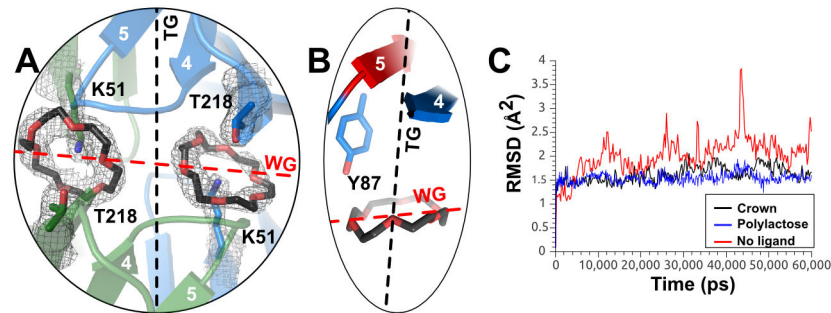 A
5
TG
4
K51
T218
WG
T218
K51
4
5
B
5
4
TG
Y87
WG
C
RMSD (Å²)
4
3.5
3
2.5
2
1.5
1
0.5
0
Crown
Polylactose
No ligand
0 10,000 20,000 30,000 40,000 50,000 60,000
Time (ps)